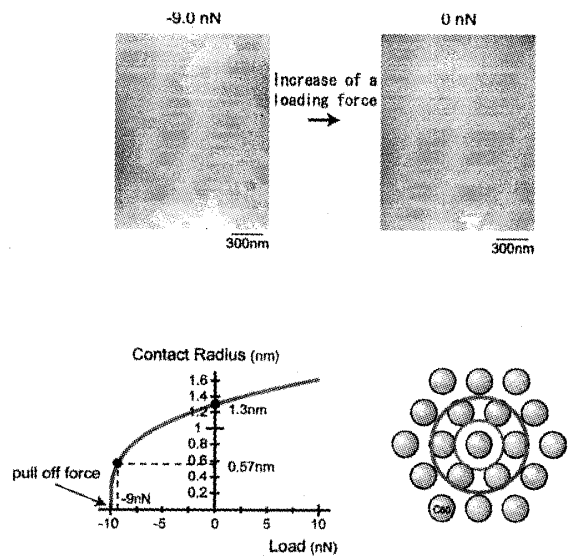 -9.0 nN
0 nN
Increase of a
loading force
300nm
300nm
Contact Radius (nm)
1.6
1.4
1.2
1
0.8
0.6
0.4
0.2
1.3nm
0.57nm
pull off force
-9nN
-10
-5
0
5
10
Load (nN)
C60